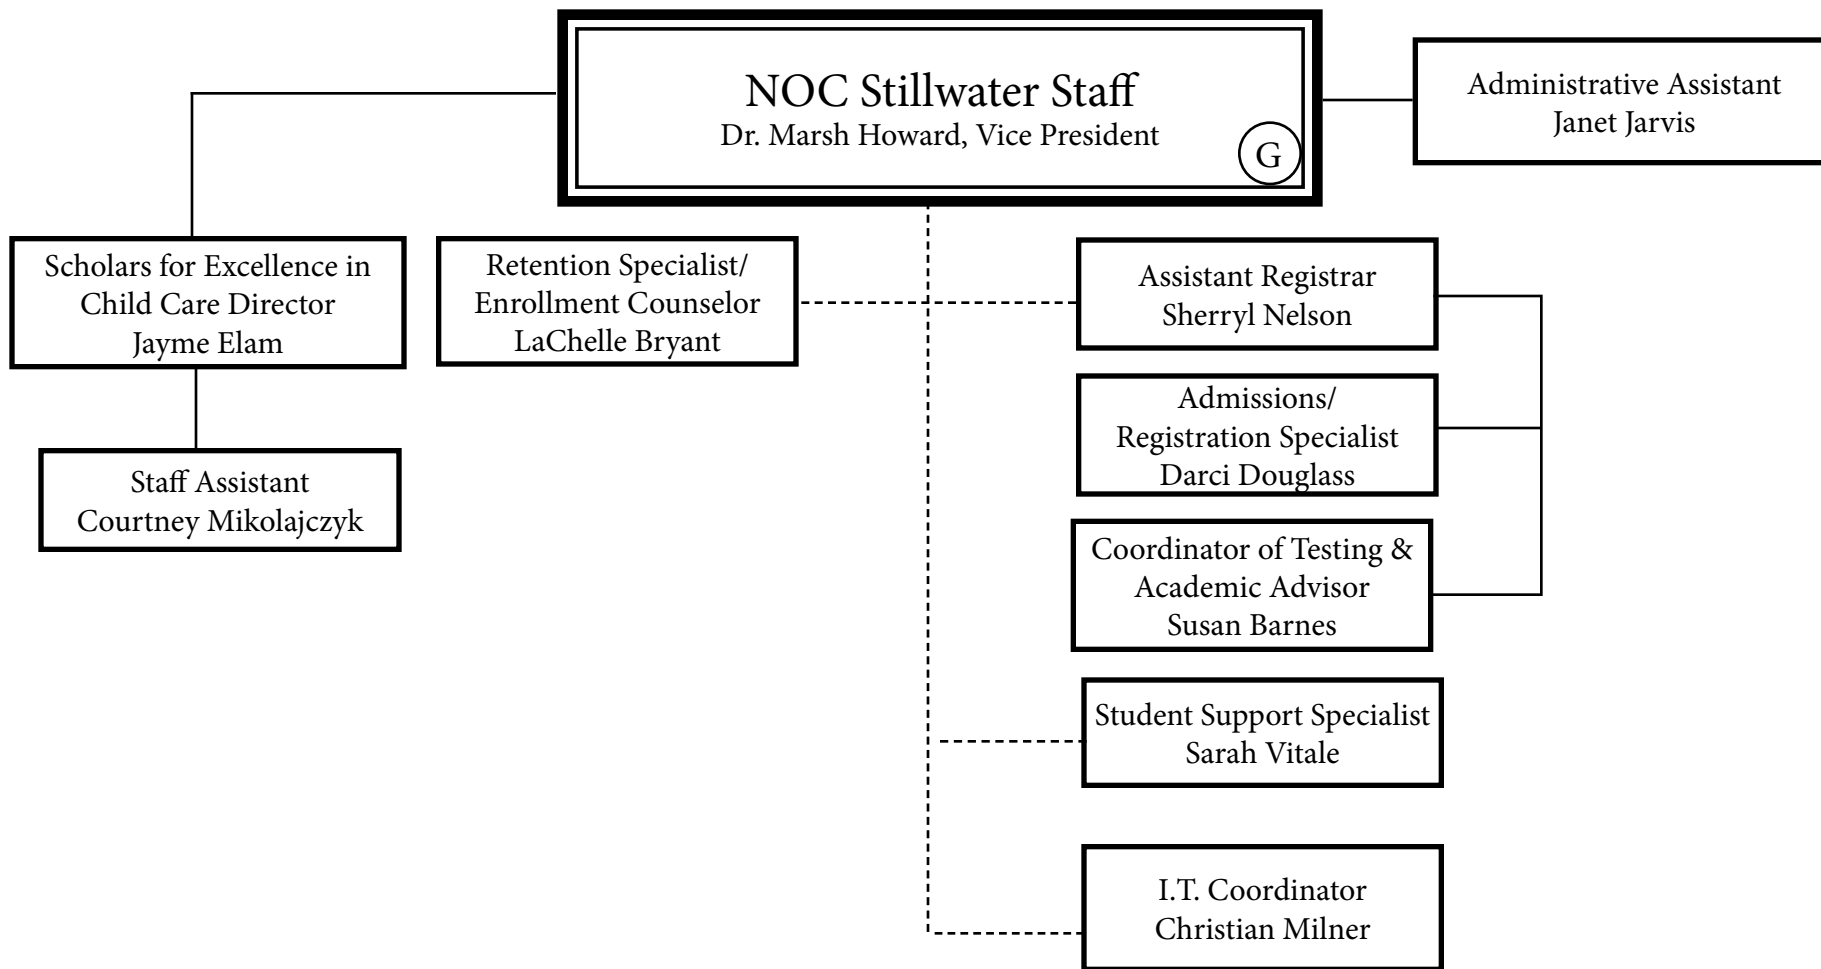 NOC Stillwater Staff
Dr. Marsh Howard, Vice President
G
Administrative Assistant
Janet Jarvis
Scholars for Excellence in
Child Care Director
Jayme Elam
Staff Assistant
Courtney Mikolajczyk
Retention Specialist/
Enrollment Counselor
LaChelle Bryant
Assistant Registrar
Sherryl Nelson
Admissions/
Registration Specialist
Darci Douglass
Coordinator of Testing &
Academic Advisor
Susan Barnes
Student Support Specialist
Sarah Vitale
I.T. Coordinator
Christian Milner